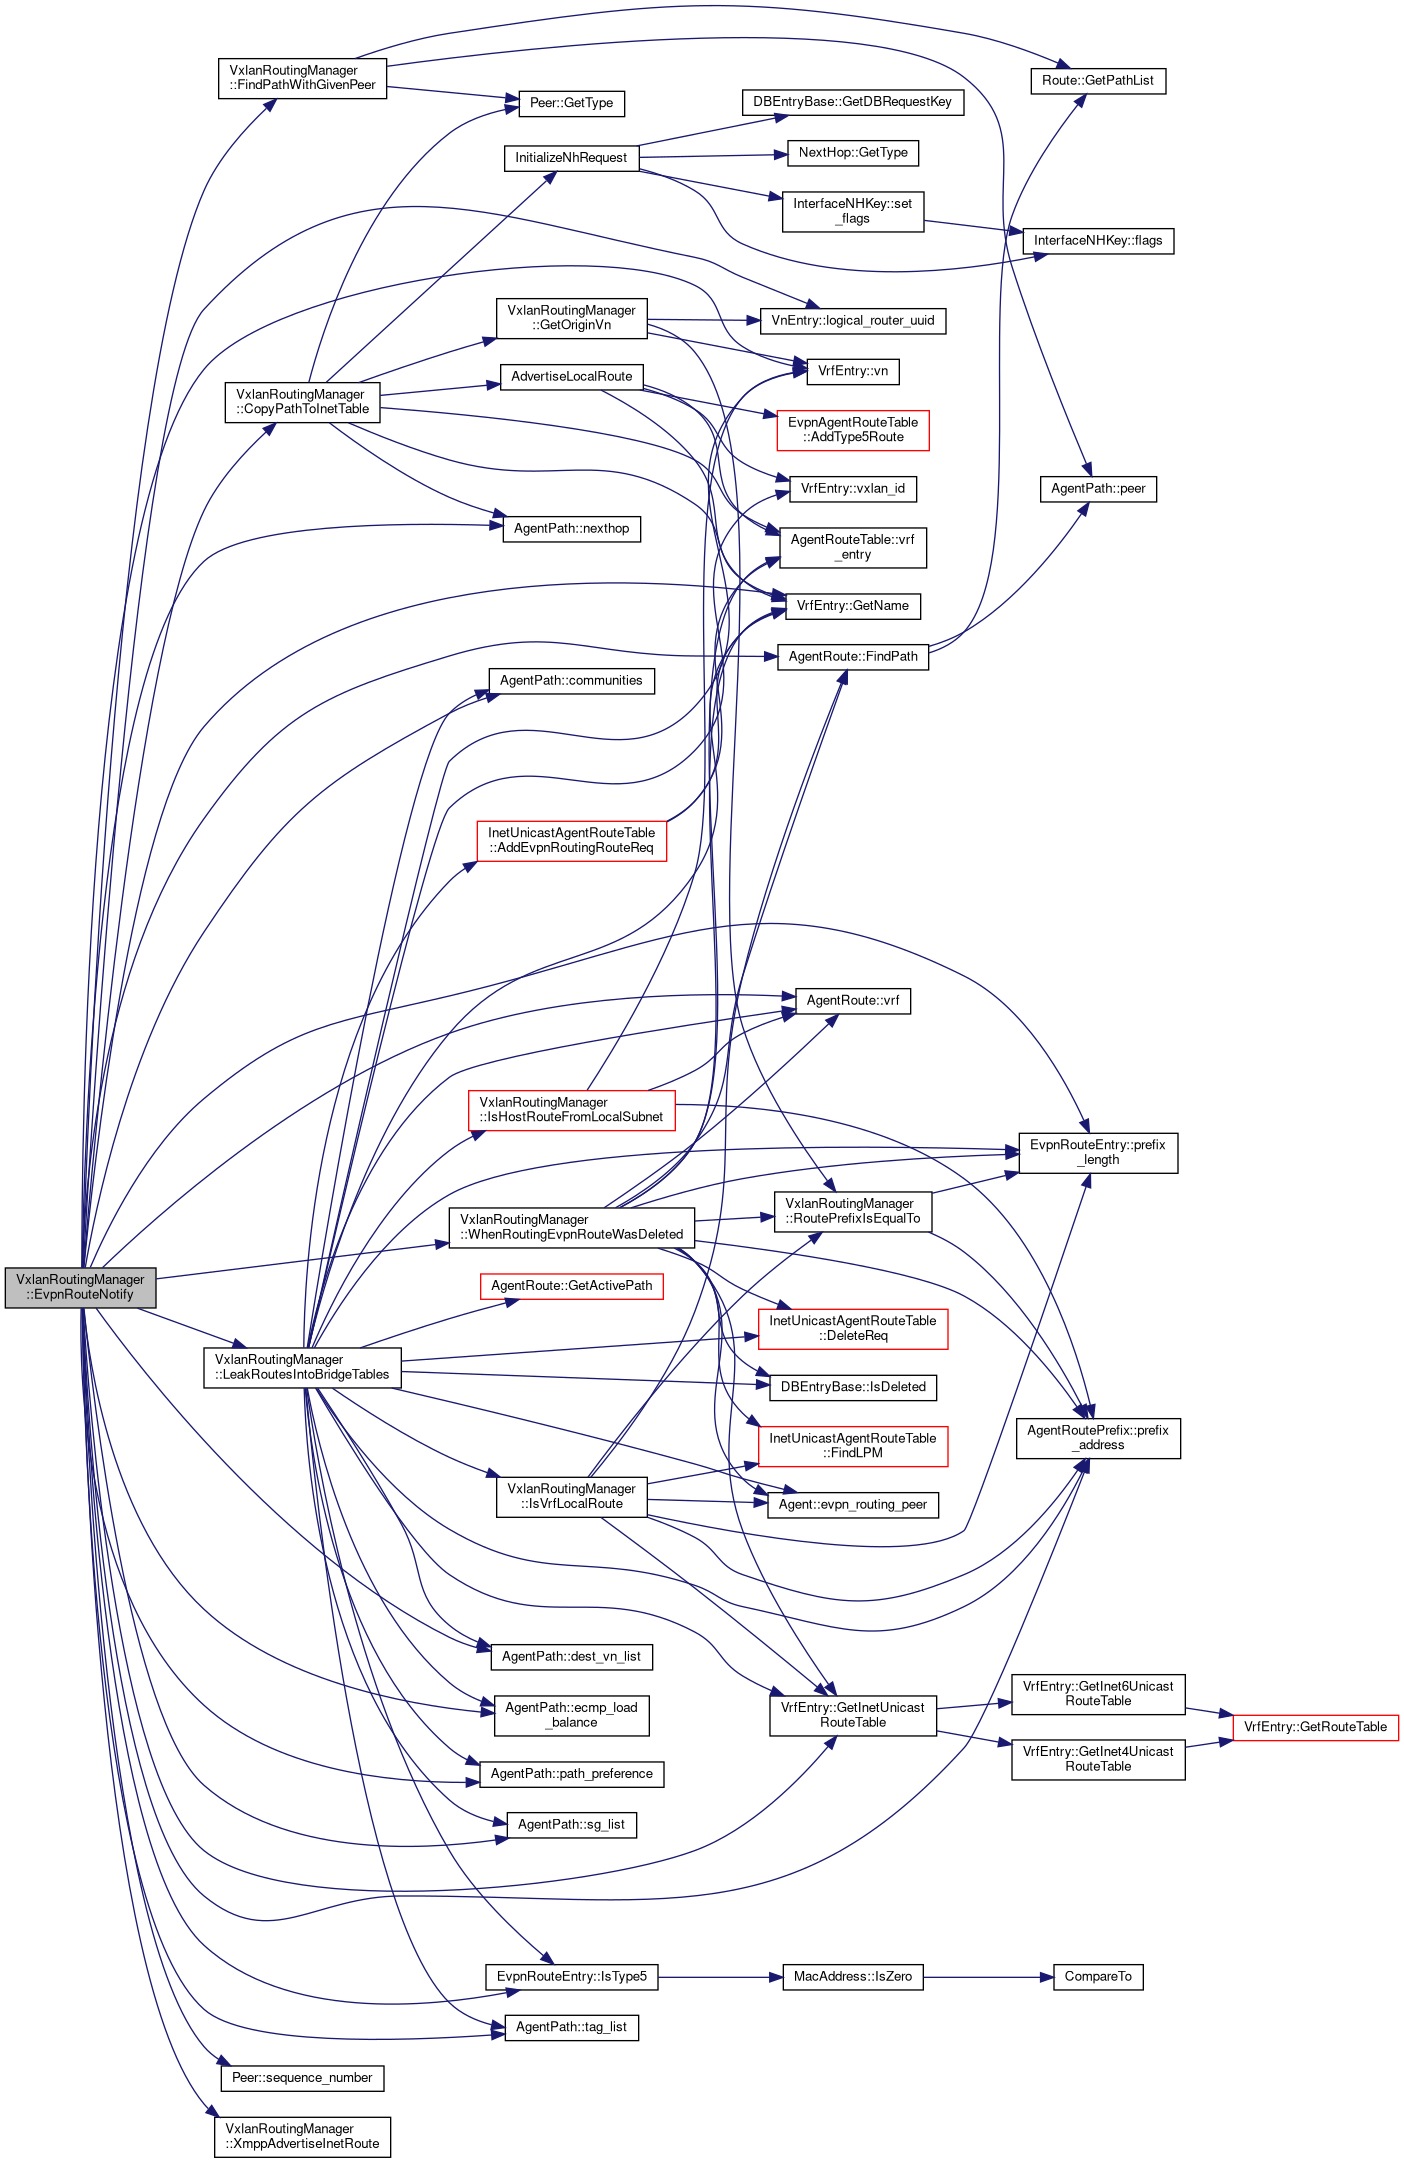 VxlanRoutingManager
::FindPathWithGivenPeer
Route::GetPathList
Peer::GetType
DBEntryBase::GetDBRequestKey
InitializeNhRequest
NextHop::GetType
InterfaceNHKey::set
_flags
InterfaceNHKey::flags
VxlanRoutingManager
::GetOriginVn
VnEntry::logical_router_uuid
VrfEntry::vn
AdvertiseLocalRoute
VxlanRoutingManager
::CopyPathToInetTable
EvpnAgentRouteTable
::AddType5Route
VrfEntry::vxlan_id
AgentPath::peer
AgentPath::nexthop
AgentRouteTable::vrf
_entry
VrfEntry::GetName
AgentRoute::FindPath
AgentPath::communities
InetUnicastAgentRouteTable
::AddEvpnRoutingRouteReq
AgentRoute::vrf
VxlanRoutingManager
::IsHostRouteFromLocalSubnet
EvpnRouteEntry::prefix
_length
VxlanRoutingManager
::RoutePrefixIsEqualTo
VxlanRoutingManager
::WhenRoutingEvpnRouteWasDeleted
VxlanRoutingManager
::EvpnRouteNotify
AgentRoute::GetActivePath
InetUnicastAgentRouteTable
::DeleteReq
VxlanRoutingManager
::LeakRoutesIntoBridgeTables
DBEntryBase::IsDeleted
AgentRoutePrefix::prefix
_address
InetUnicastAgentRouteTable
::FindLPM
VxlanRoutingManager
::IsVrfLocalRoute
Agent::evpn_routing_peer
AgentPath::dest_vn_list
AgentPath::ecmp_load
_balance
VrfEntry::GetInetUnicast
RouteTable
VrfEntry::GetInet6Unicast
RouteTable
VrfEntry::GetRouteTable
VrfEntry::GetInet4Unicast
RouteTable
AgentPath::path_preference
AgentPath::sg_list
EvpnRouteEntry::IsType5
MacAddress::IsZero
CompareTo
AgentPath::tag_list
Peer::sequence_number
VxlanRoutingManager
::XmppAdvertiseInetRoute